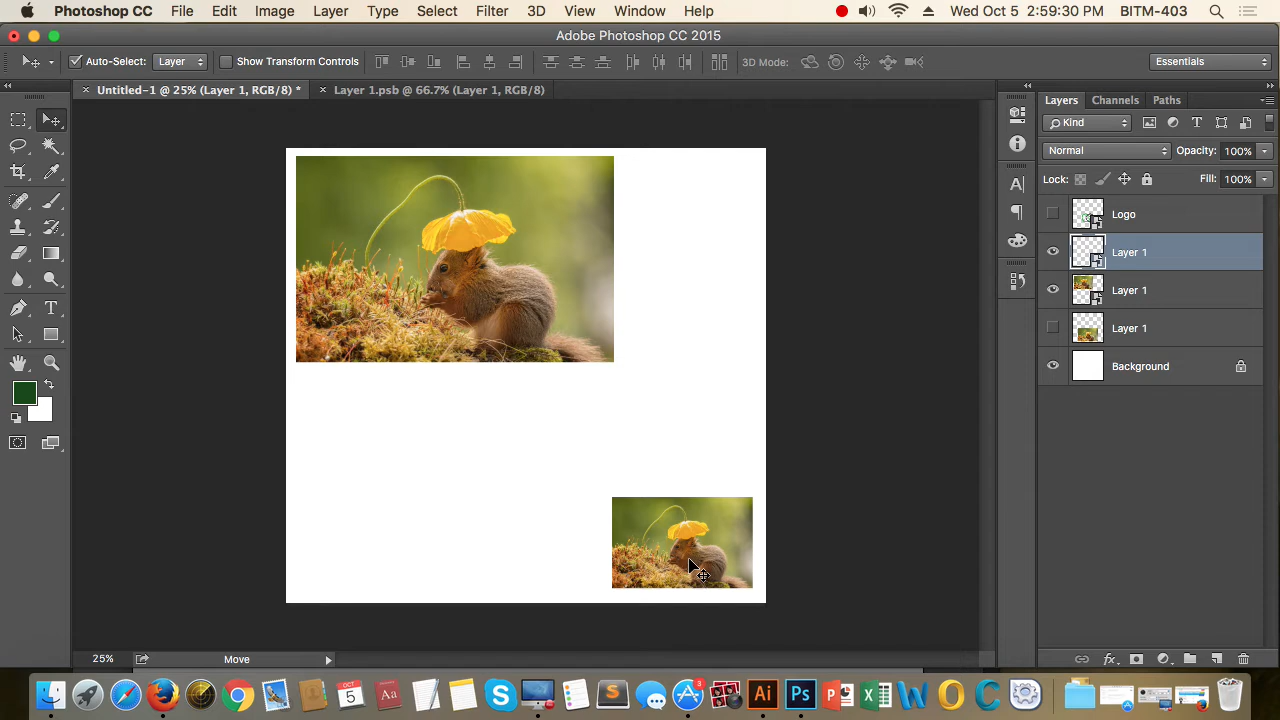 Photoshop CC File Edit Image Layer Type Select Filter 3D View Window Help Wed Oct 5 2:59:30 PM BITM-403
Adobe Photoshop CC 2015
Auto-Select: Layer Show Transform Controls 3D Mode: Essentials
Untitled-1 @ 25% (Layer 1, RGB/8) * Layer 1.psb @ 66.7% (Layer 1, RGB/8)
Layers Channels Paths
Kind
Normal Opacity: 100%
Lock: Fill: 100%
Logo
Layer 1
Layer 1
Layer 1
Background
25% Move